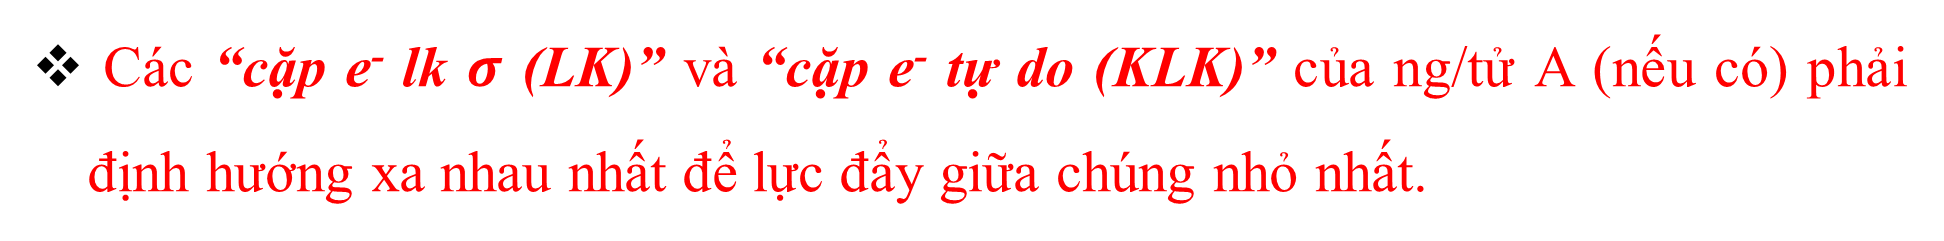 ❖ Các “cặp e⁻ lk σ (LK)” và “cặp e⁻ tự do (KLK)” của ng/tử A (nếu có) phải
định hướng xa nhau nhất để lực đẩy giữa chúng nhỏ nhất.